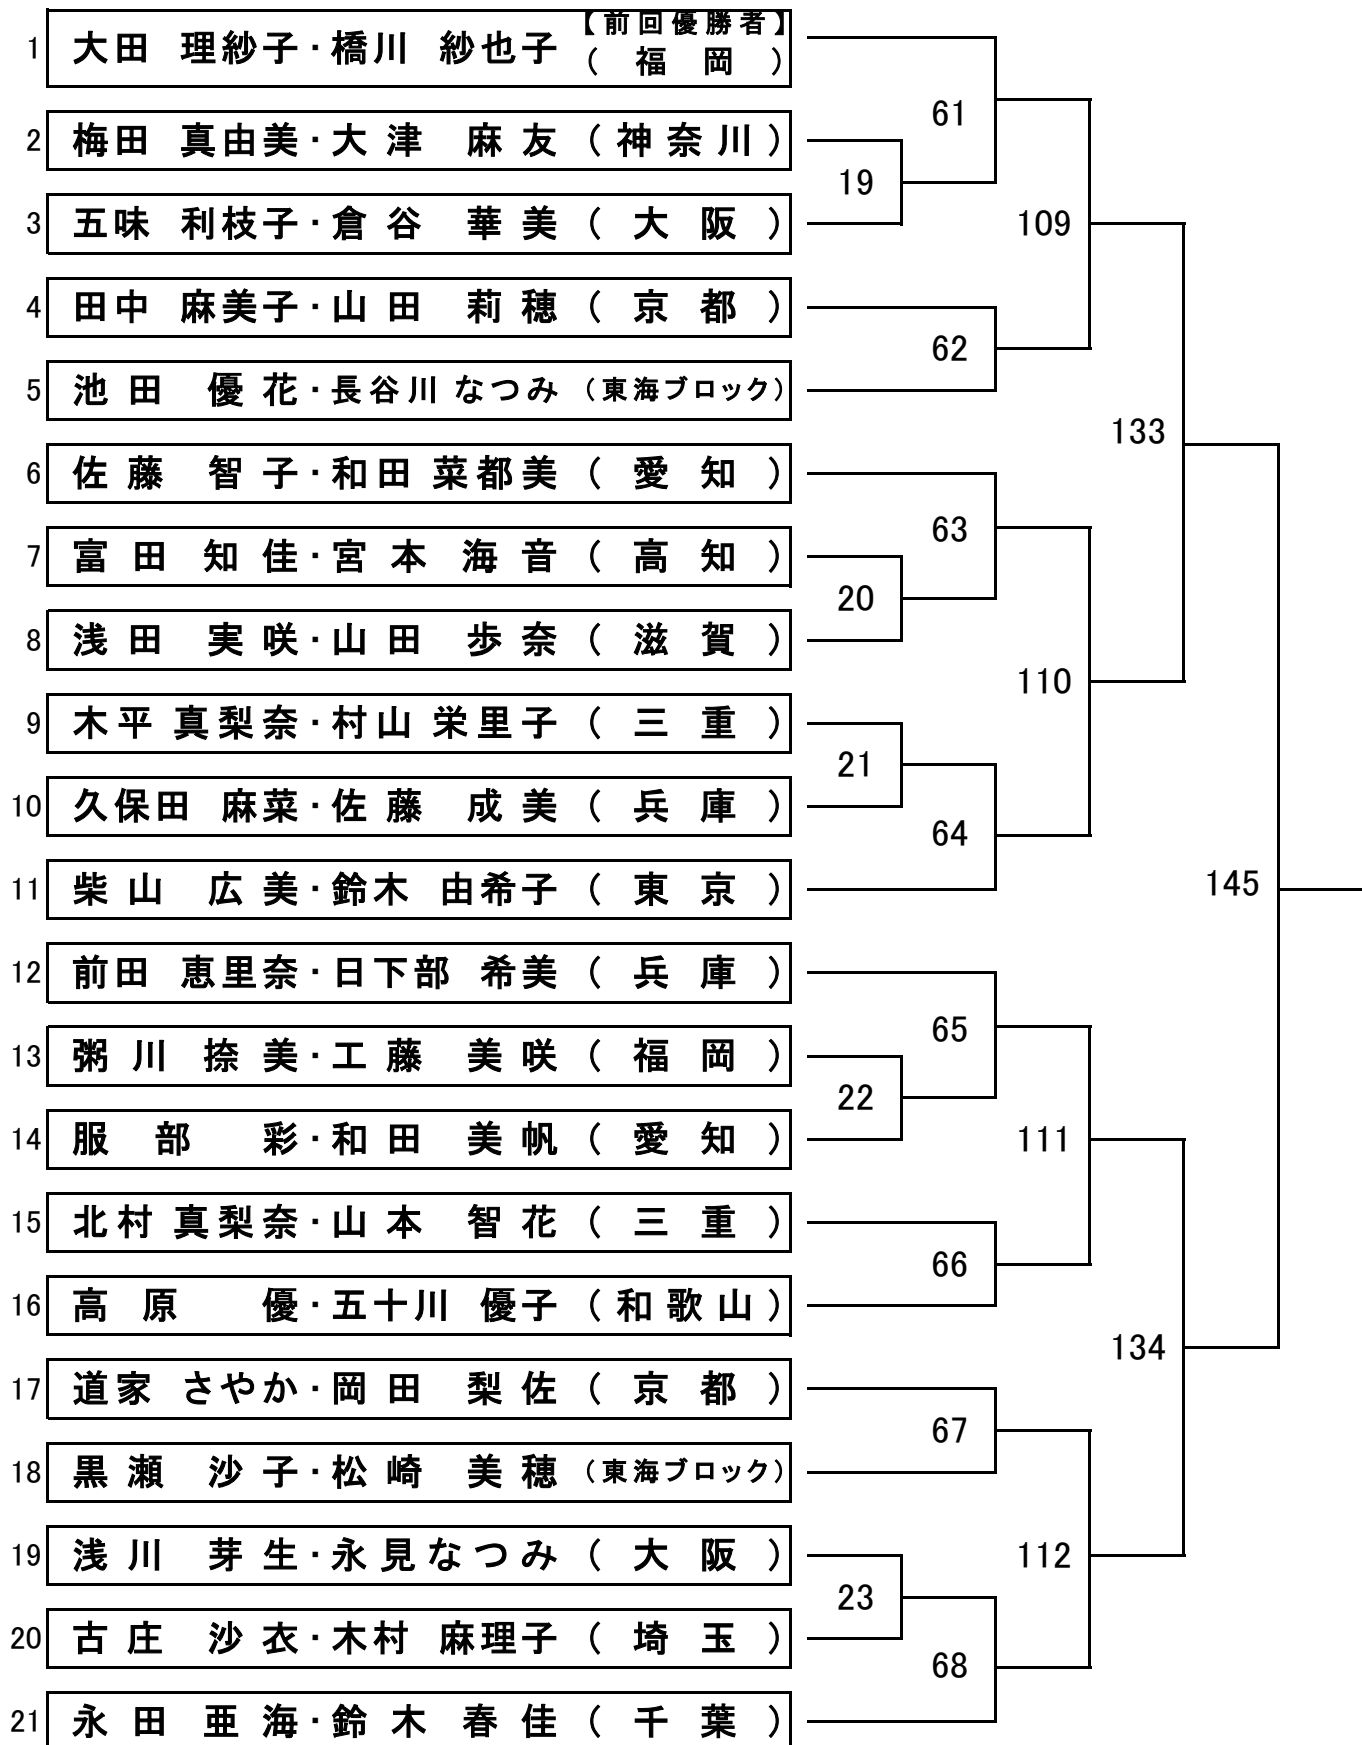 【前回優勝者】
1 大田 理紗子・橋川 紗也子 (福岡)
2 梅田 真由美・大津 麻友 (神奈川)
3 五味 利枝子・倉谷 華美 (大阪)
4 田中 麻美子・山田 莉穂 (京都)
5 池田 優花・長谷川 なつみ (東海ブロック)
6 佐藤 智子・和田 菜都美 (愛知)
7 富田 知佳・宮本 海音 (高知)
8 浅田 実咲・山田 歩奈 (滋賀)
9 木平 真梨奈・村山 栄里子 (三重)
10 久保田 麻菜・佐藤 成美 (兵庫)
11 柴山 広美・鈴木 由希子 (東京)
12 前田 恵里奈・日下部 希美 (兵庫)
13 粥川 捺美・工藤 美咲 (福岡)
14 服部 彩・和田 美帆 (愛知)
15 北村 真梨奈・山本 智花 (三重)
16 高原 優・五十川 優子 (和歌山)
17 道家 さやか・岡田 梨佐 (京都)
18 黒瀬 沙子・松崎 美穂 (東海ブロック)
19 浅川 芽生・永見なつみ (大阪)
20 古庄 沙衣・木村 麻理子 (埼玉)
21 永田 亜海・鈴木 春佳 (千葉)
19
20
21
22
23
61
62
63
64
65
66
67
68
109
110
111
112
133
134
145